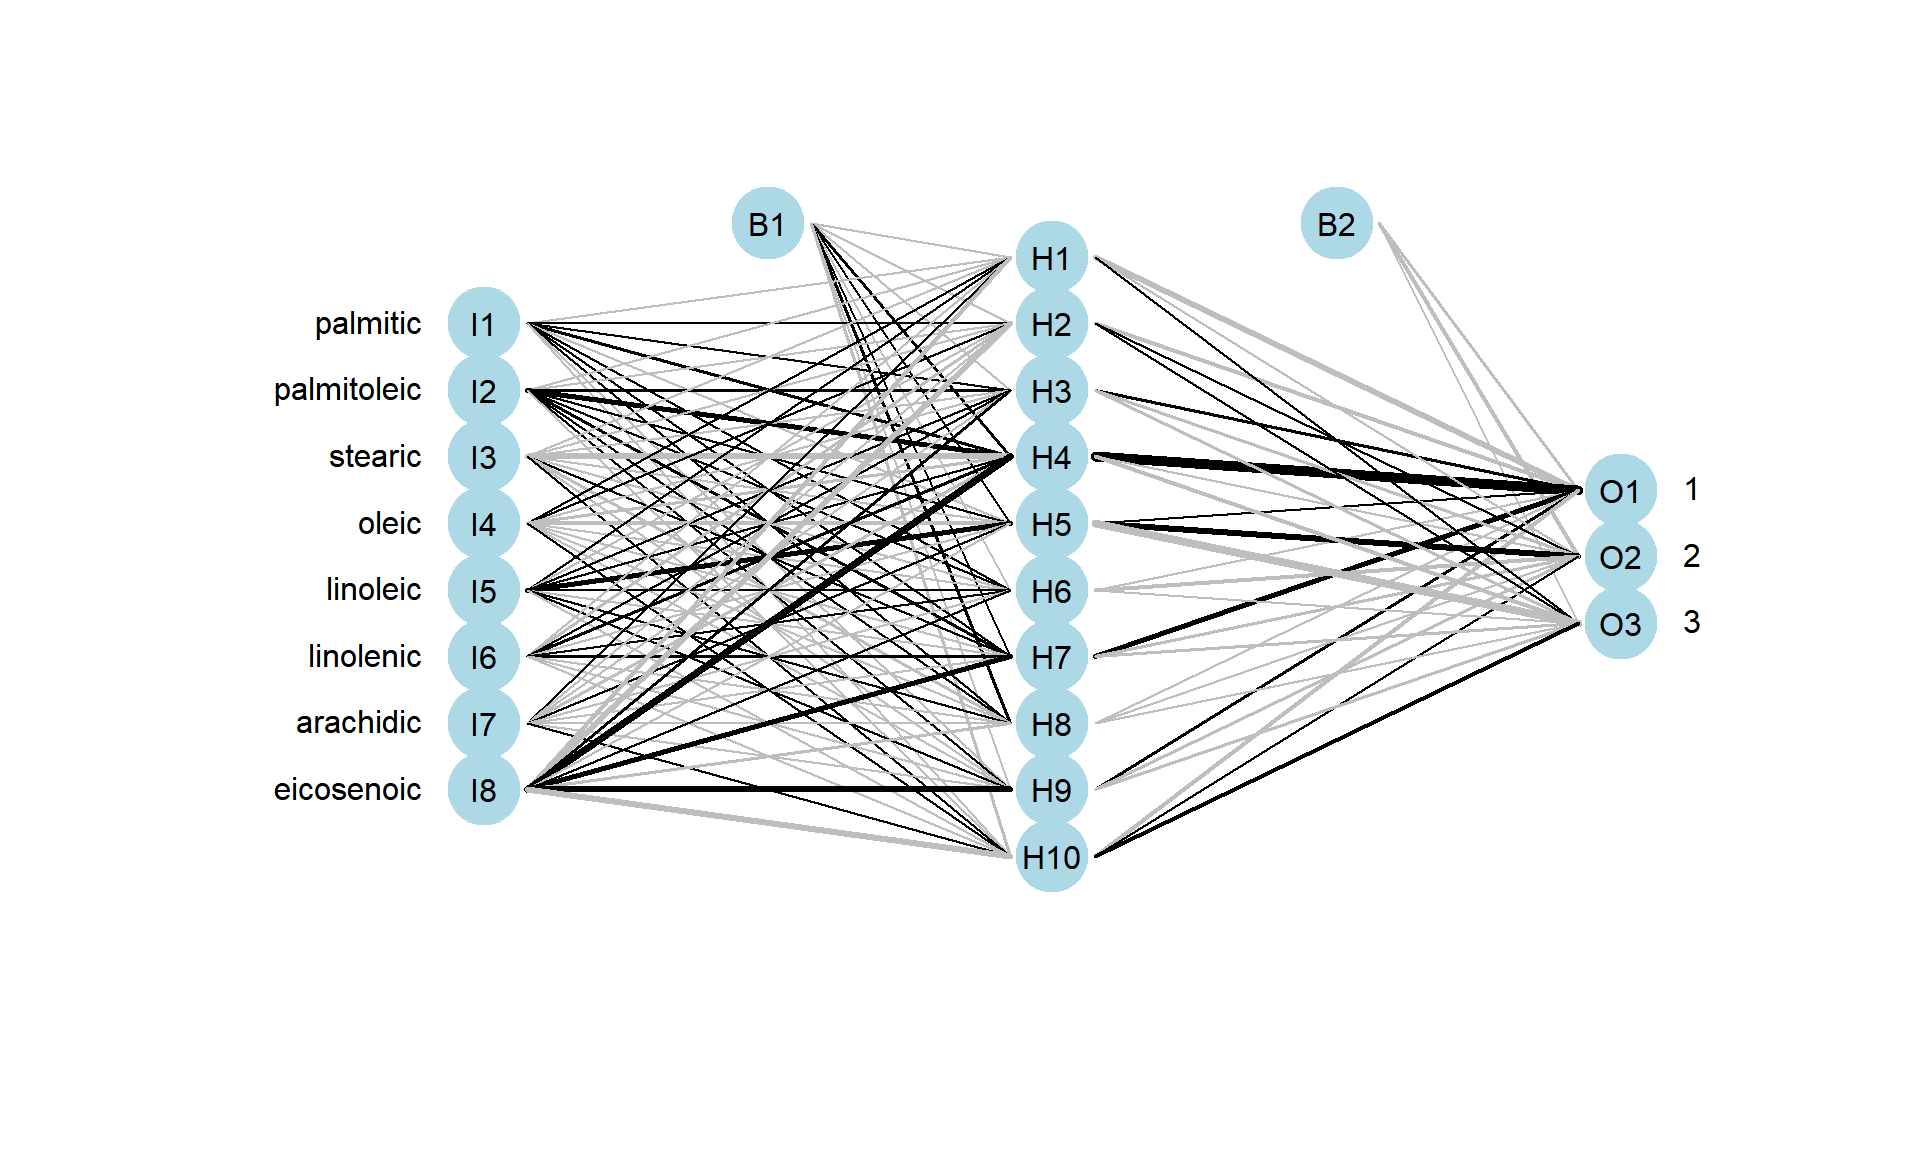 B1
B2
H1
palmitic I1 H2
palmitoleic I2 H3
stearic I3 H4
O1 1
oleic I4 H5
O2 2
linoleic I5 H6
O3 3
linolenic I6 H7
arachidic I7 H8
eicosenoic I8 H9
H10